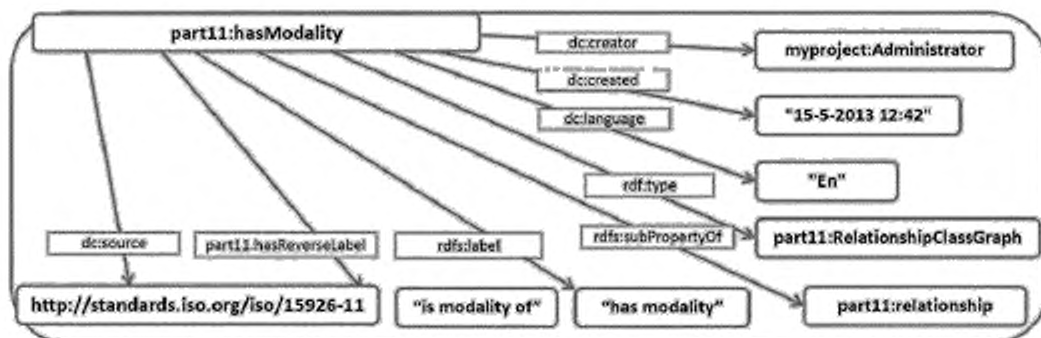 part11:hasModality
dc:creator
myproject:Administrator
dc:created
"15-5-2013 12:42"
dc:language
"En"
rdf:type
part11:RelationshipClassGraph
dc:source
part11.hasReverseLabel
rdfs:label
rdfs:subPropertyOf
http://standards.iso.org/iso/15926-11
"is modality of"
"has modality"
part11:relationship